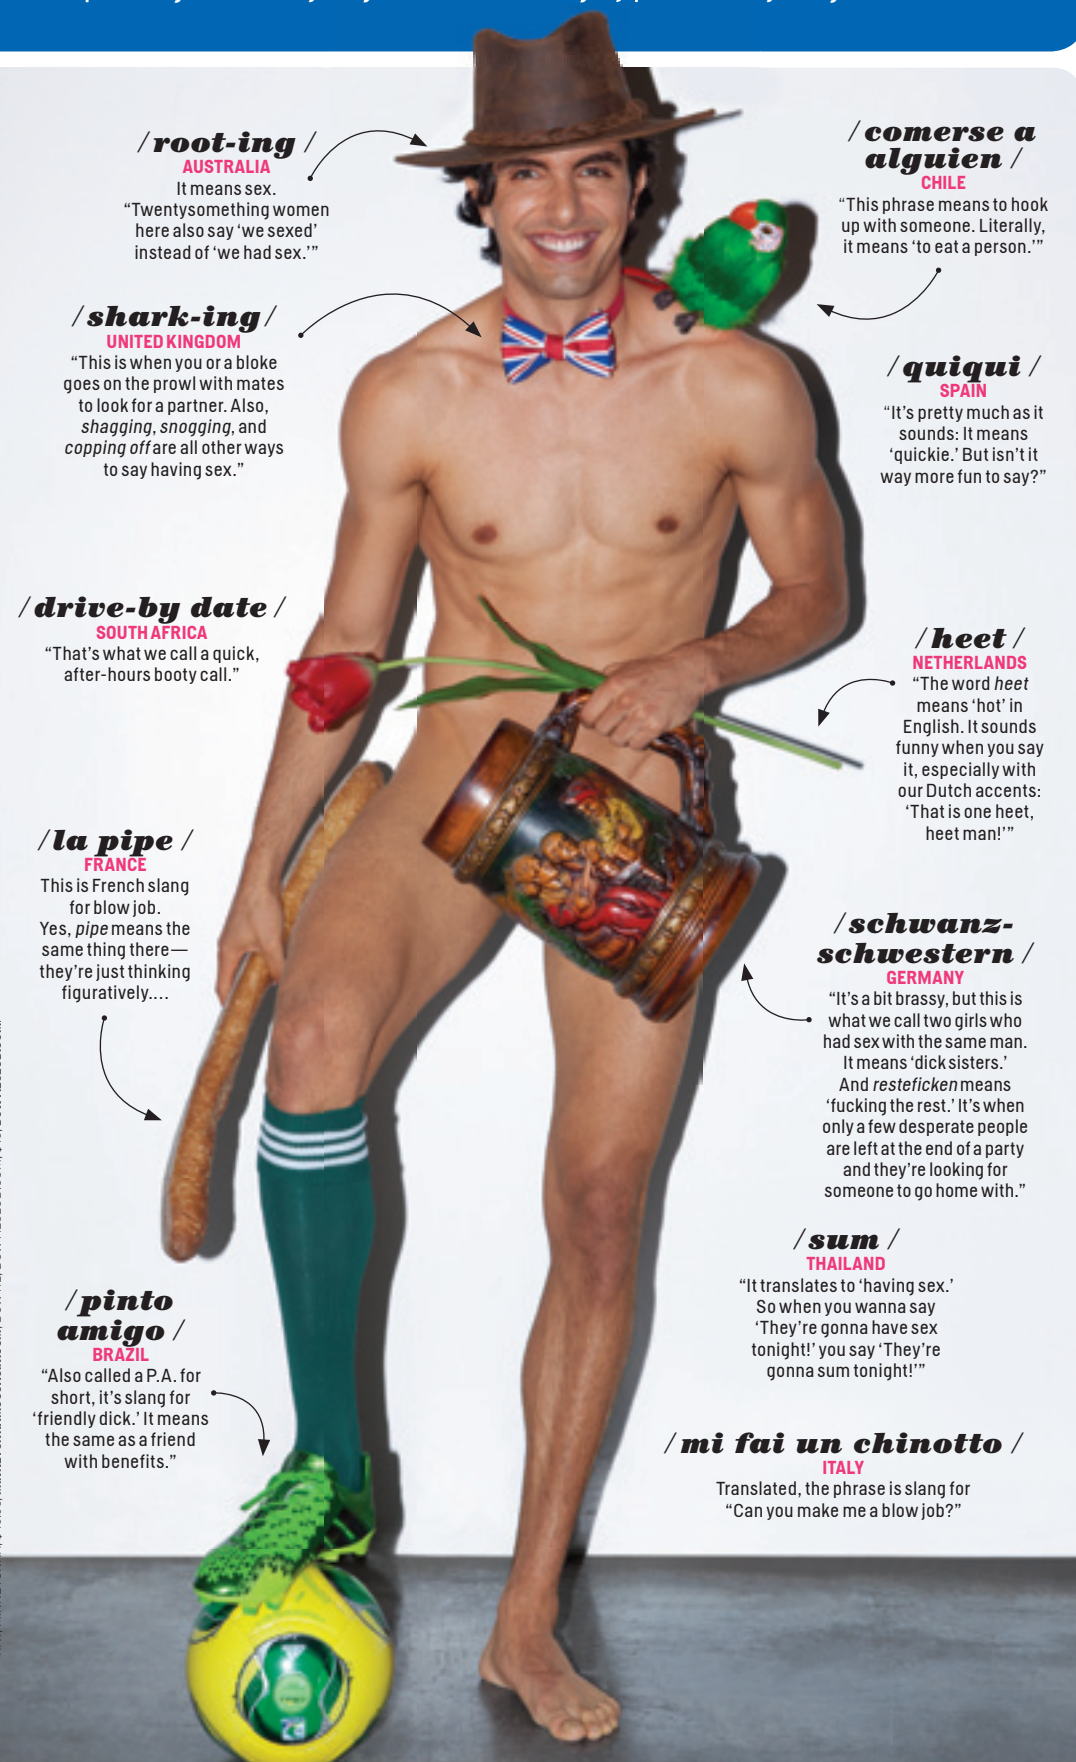 /root-ing/
AUSTRALIA
It means sex.
“Twentysomething women
here also say ‘we sexed’
instead of ‘we had sex.’”
/shark-ing/
UNITED KINGDOM
“This is when you or a bloke
goes on the prowl with mates
to look for a partner. Also,
shagging, snogging, and
copping off are all other ways
to say having sex.”
/drive-by date/
SOUTH AFRICA
“That’s what we call a quick,
after-hours booty call.”
/la pipe/
FRANCE
This is French slang
for blow job.
Yes, pipe means the
same thing there—
they’re just thinking
figuratively....
/pinto
amigo/
BRAZIL
“Also called a P.A. for
short, it’s slang for
‘friendly dick.’ It means
the same as a friend
with benefits.”
/comerse a
alguien/
CHILE
“This phrase means to hook
up with someone. Literally,
it means ‘to eat a person.’”
/quiqui/
SPAIN
“It’s pretty much as it
sounds: It means
‘quickie.’ But isn’t it
way more fun to say?”
/heet/
NETHERLANDS
“The word heet
means ‘hot’ in
English. It sounds
funny when you say
it, especially with
our Dutch accents:
‘That is one heet,
heet man!’”
/schwanz-
schwestern/
GERMANY
“It’s a bit brassy, but this is
what we call two girls who
had sex with the same man.
It means ‘dick sisters.’
And resteficken means
‘fucking the rest.’ It’s when
only a few desperate people
are left at the end of a party
and they’re looking for
someone to go home with.”
/sum/
THAILAND
“It translates to ‘having sex.’
So when you wanna say
‘They’re gonna have sex
tonight!’ you say ‘They’re
gonna sum tonight!’”
/mi fai un chinotto/
ITALY
Translated, the phrase is slang for
“Can you make me a blow job?”